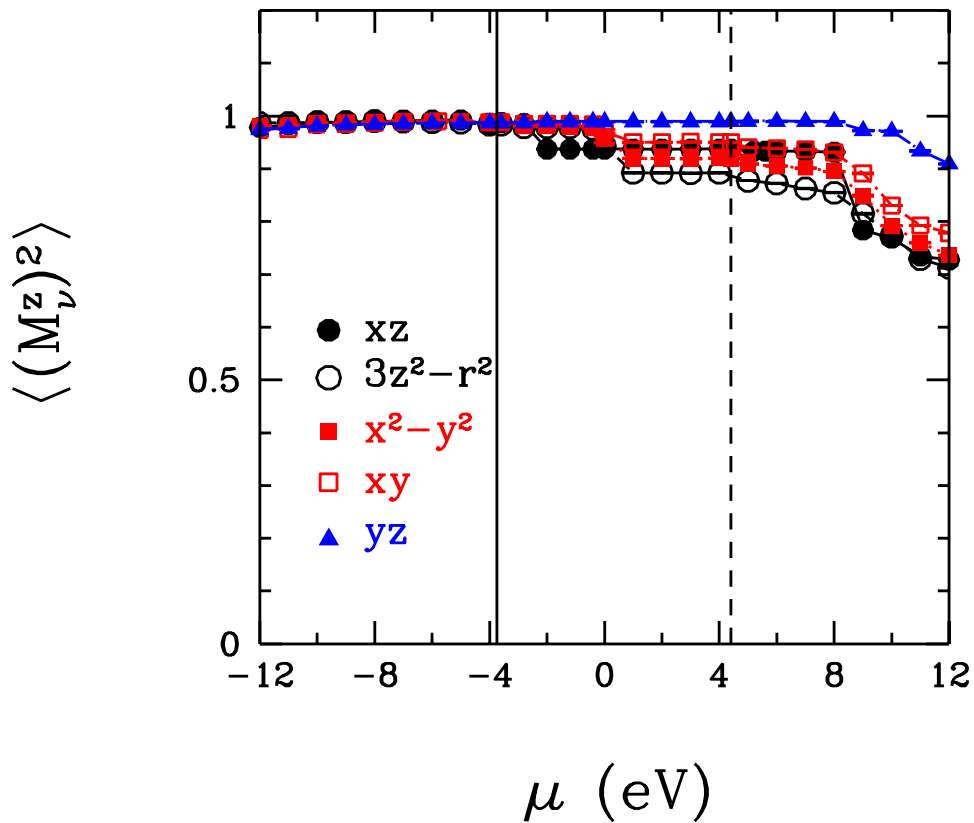 1
⟨(M_ν^z)^2⟩
xz
3z²−r²
0.5
x²−y²
xy
yz
0
−12 −8 −4 0 4 8 12
μ (eV)